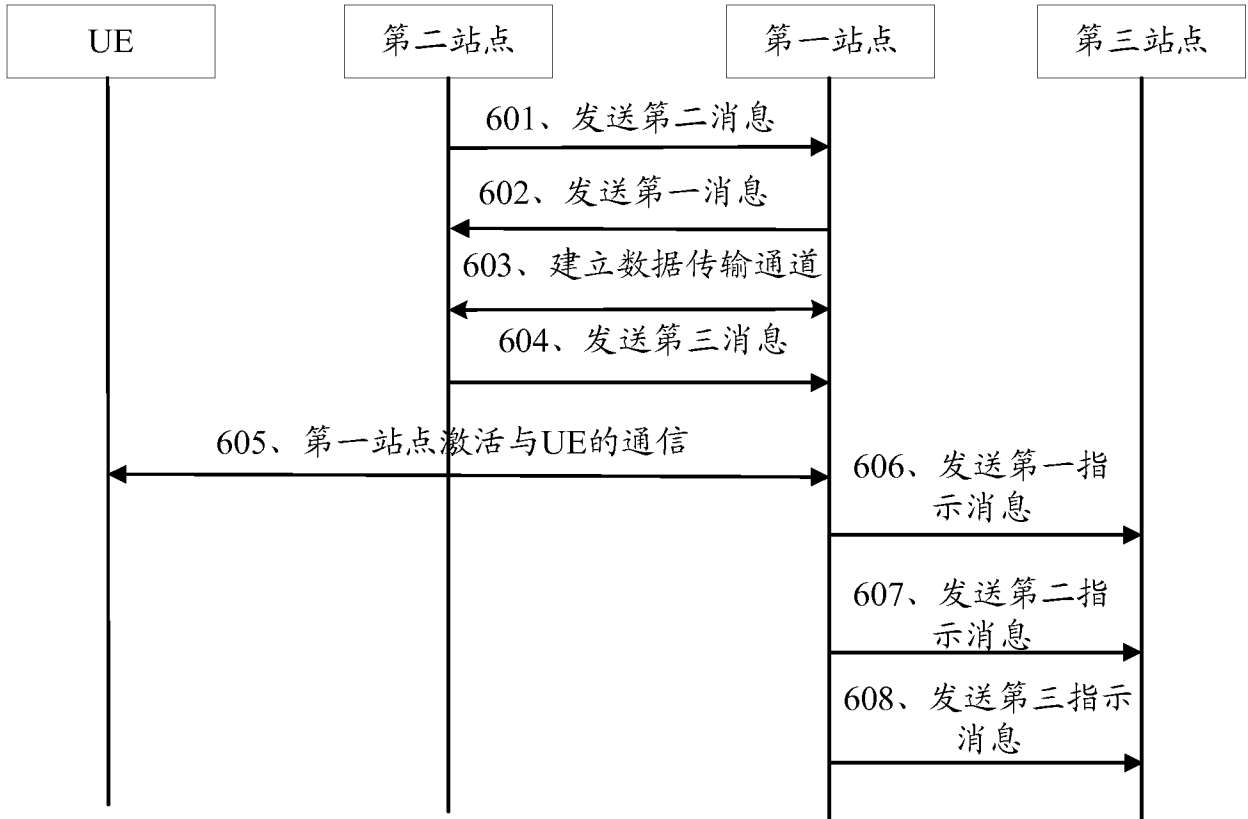 UE
第二站点
第一站点
第三站点
601、发送第二消息
602、发送第一消息
603、建立数据传输通道
604、发送第三消息
605、第一站点激活与UE的通信
606、发送第一指
示消息
607、发送第二指
示消息
608、发送第三指示
消息